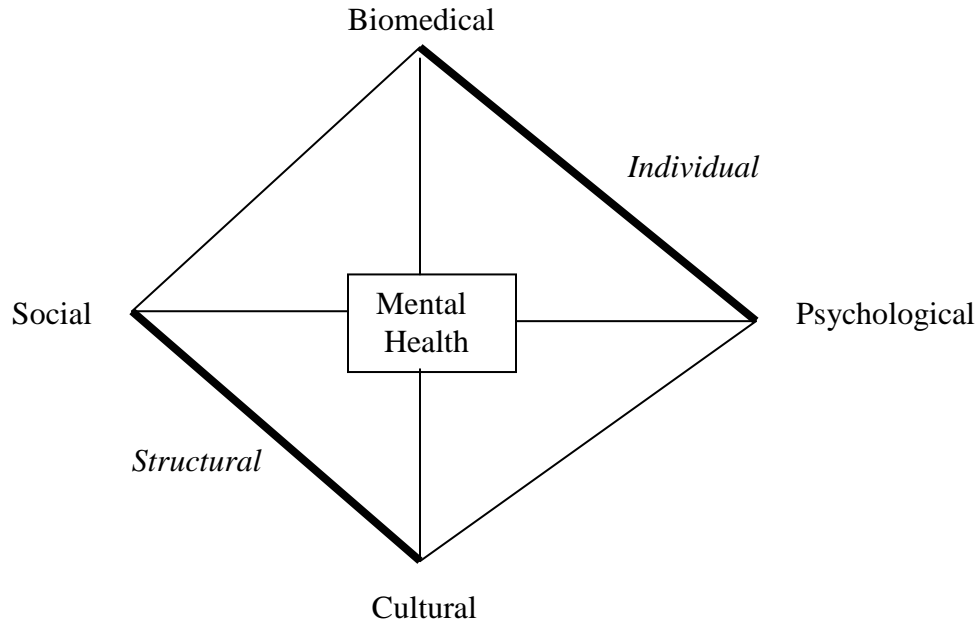 Biomedical
Individual
Social
Mental
Health
Psychological
Structural
Cultural